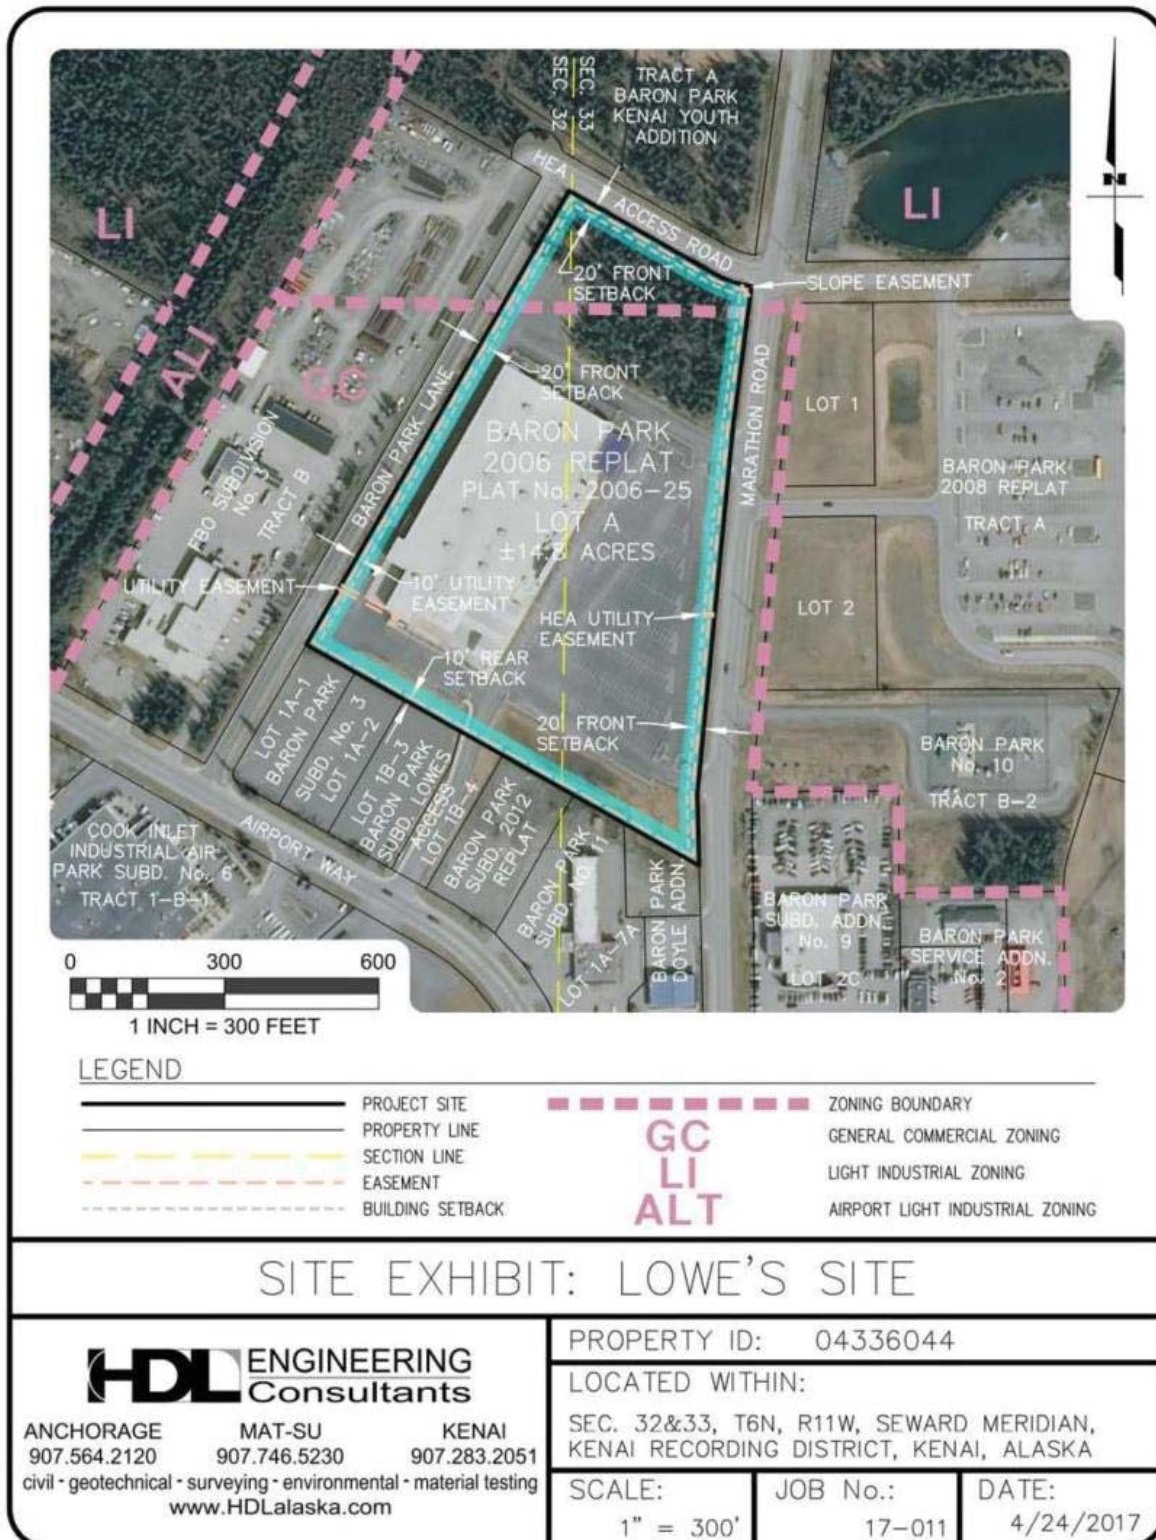 SEC. 32
SEC. 33
TRACT A
BARON PARK
KENAI YOUTH
ADDITION
N
LI
LI
ALI
GC
HEA ACCESS ROAD
20' FRONT
SETBACK
SLOPE EASEMENT
BARON PARK LANE
20' FRONT
SETBACK
MARATHON ROAD
LOT 1
BARON PARK
2006 REPLAT
PLAT No. 2006-25
LOT A
±14.8 ACRES
BARON PARK
2008 REPLAT
TRACT A
FBO SUBDIVISION
No. 3
TRACT B
UTILITY EASEMENT
10' UTILITY
EASEMENT
HEA UTILITY
EASEMENT
LOT 2
10' REAR
SETBACK
20' FRONT
SETBACK
LOT 1A-1
BARON PARK
SUBD. No. 3
LOT 1A-2
LOT 1B-3
BARON PARK
SUBD. LOWES
ACCESS
LOT 1B-4
BARON PARK
SUBD. 2012
REPLAT
BARON PARK
SUBD. NO. 11
LOT 1A-7A
BARON PARK
DOYLE ADDN.
BARON PARK
No. 10
TRACT B-2
AIRPORT WAY
COOK INLET
INDUSTRIAL AIR
PARK SUBD. No. 6
TRACT 1-B-1
BARON PARK
SUBD. ADDN.
No. 9
LOT 2C
BARON PARK
SERVICE ADDN.
No. 2
0 300 600
1 INCH = 300 FEET
LEGEND
PROJECT SITE
PROPERTY LINE
SECTION LINE
EASEMENT
BUILDING SETBACK
ZONING BOUNDARY
GC GENERAL COMMERCIAL ZONING
LI LIGHT INDUSTRIAL ZONING
ALT AIRPORT LIGHT INDUSTRIAL ZONING
SITE EXHIBIT: LOWE'S SITE
HDL ENGINEERING
Consultants
ANCHORAGE MAT-SU KENAI
907.564.2120 907.746.5230 907.283.2051
civil - geotechnical - surveying - environmental - material testing
www.HDLalaska.com
PROPERTY ID: 04336044
LOCATED WITHIN:
SEC. 32&33, T6N, R11W, SEWARD MERIDIAN,
KENAI RECORDING DISTRICT, KENAI, ALASKA
SCALE:
1" = 300'
JOB No.:
17-011
DATE:
4/24/2017